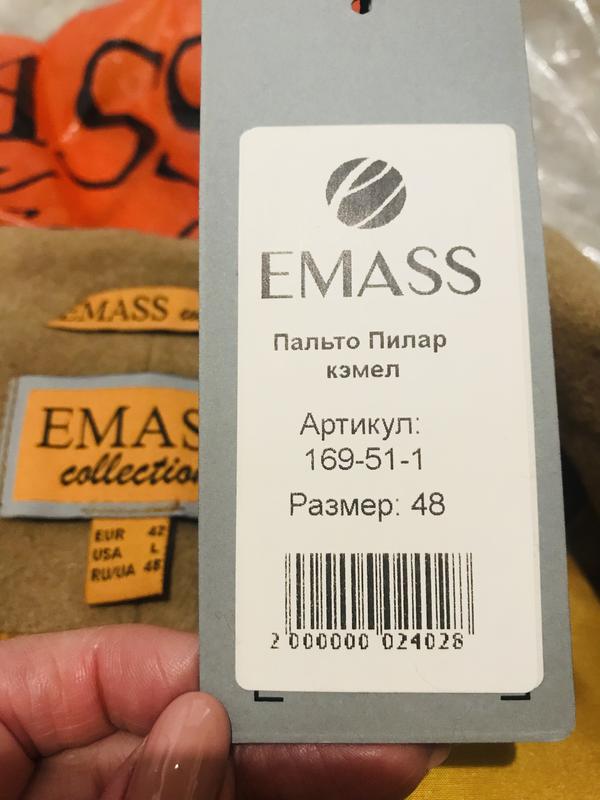 EMASS
Пальто Пилар
кэмел
Артикул:
169-51-1
Размер: 48
2 000000 024028
EMASS
EMAS
collection
EUR 42
USA L
RU/UA 48